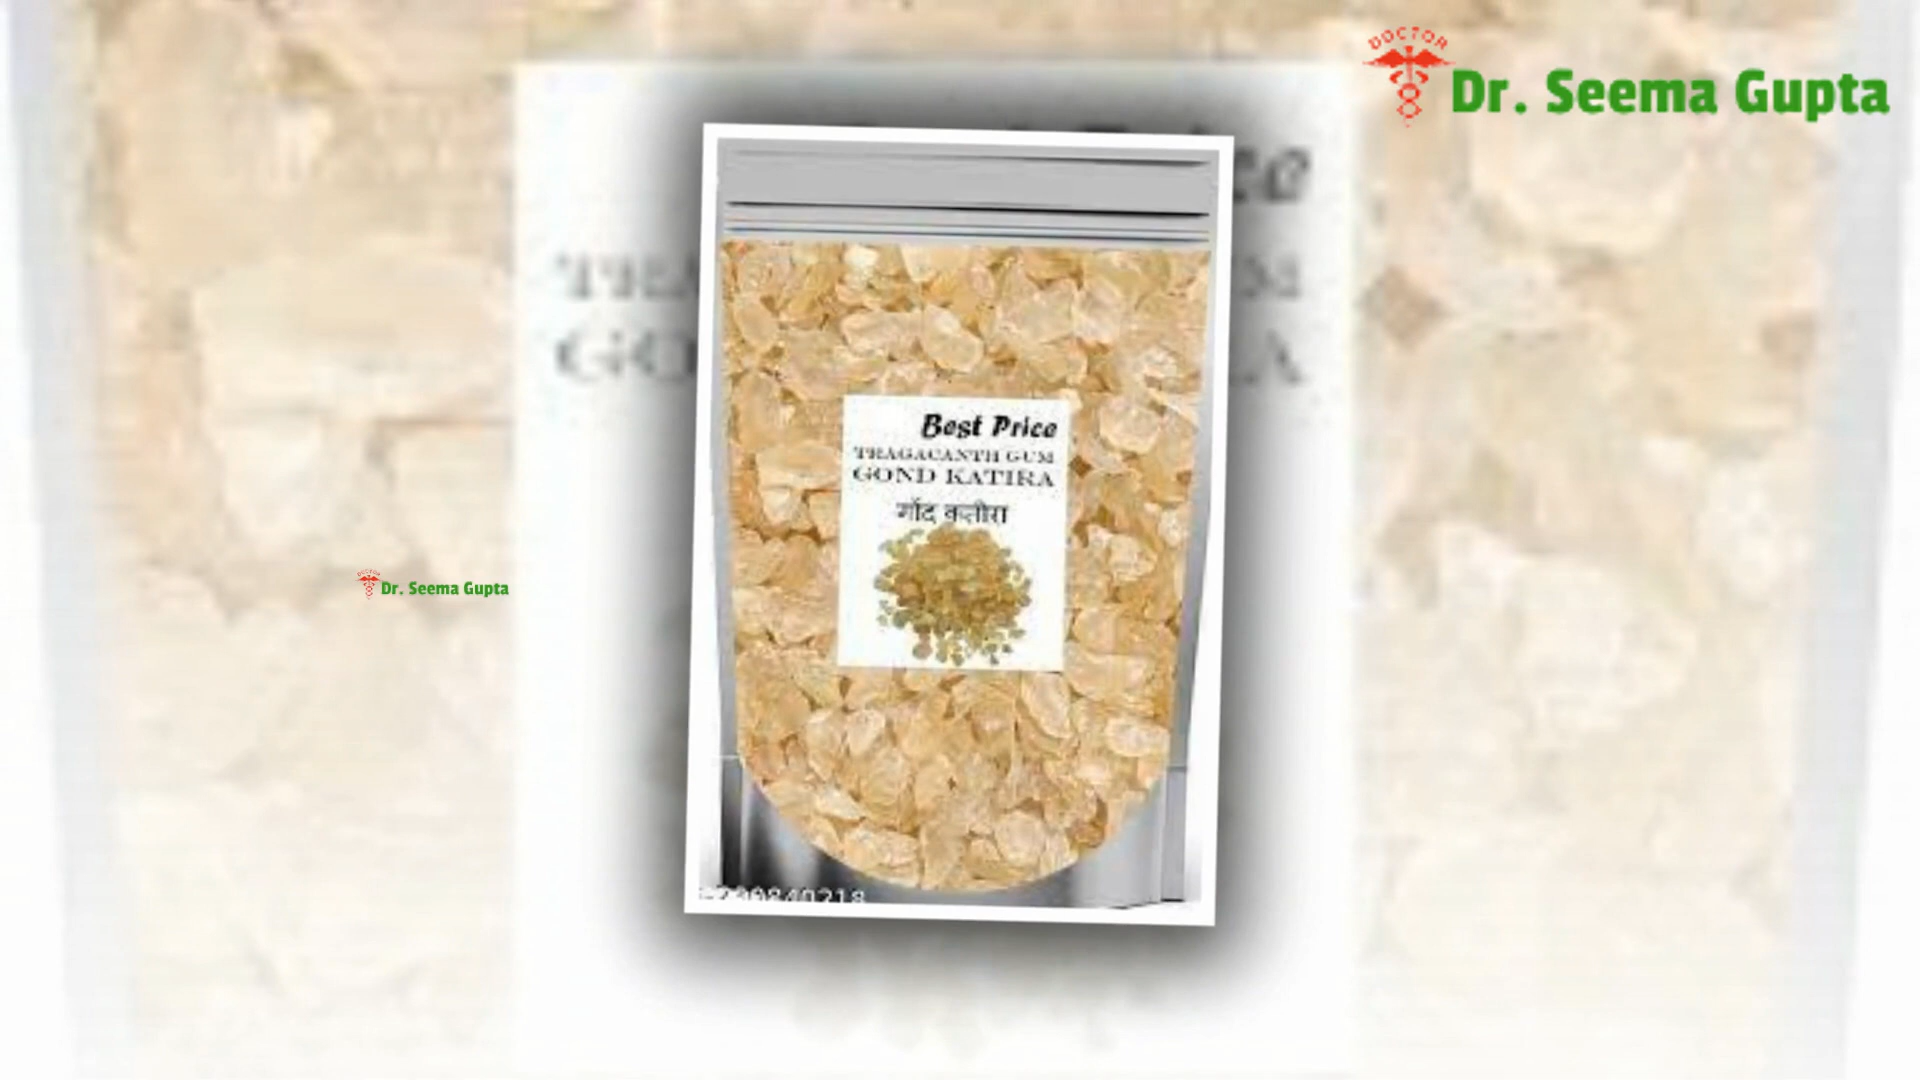 DOCTOR
Dr. Seema Gupta
Best Price
TRAGACANTH GUM
GOND KATIRA
गोंद कतीरा
Dr. Seema Gupta